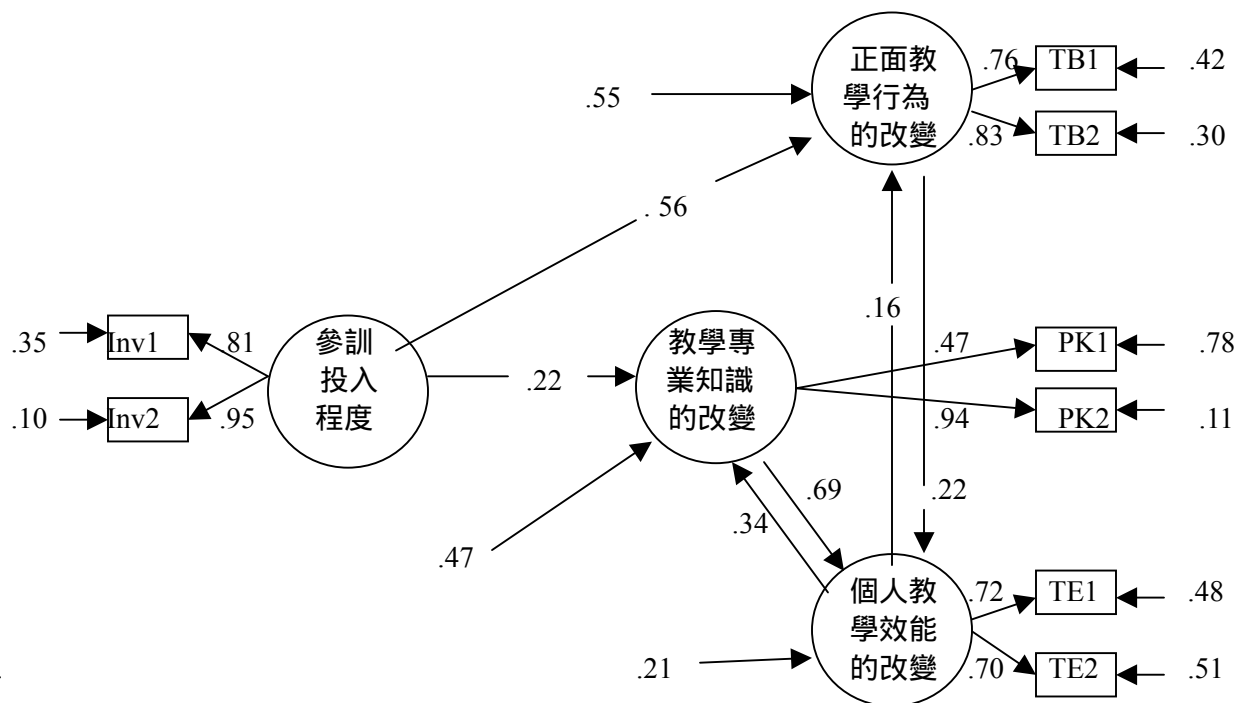 正面教
學行為
的改變
.76
TB1
.42
.55
.83
TB2
.30
. 56
.16
.35
Inv1
.81
參訓
投入
程度
.22
教學專
業知識
的改變
.47
PK1
.78
.10
Inv2
.95
.94
PK2
.11
.69
.34
.22
.47
個人教
學效能
的改變
.72
TE1
.48
.21
.70
TE2
.51